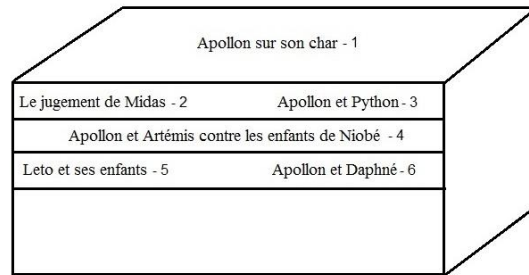 Apollon sur son char - 1
Le jugement de Midas - 2 Apollon et Python - 3
Apollon et Artémis contre les enfants de Niobé - 4
Leto et ses enfants - 5 Apollon et Daphné - 6